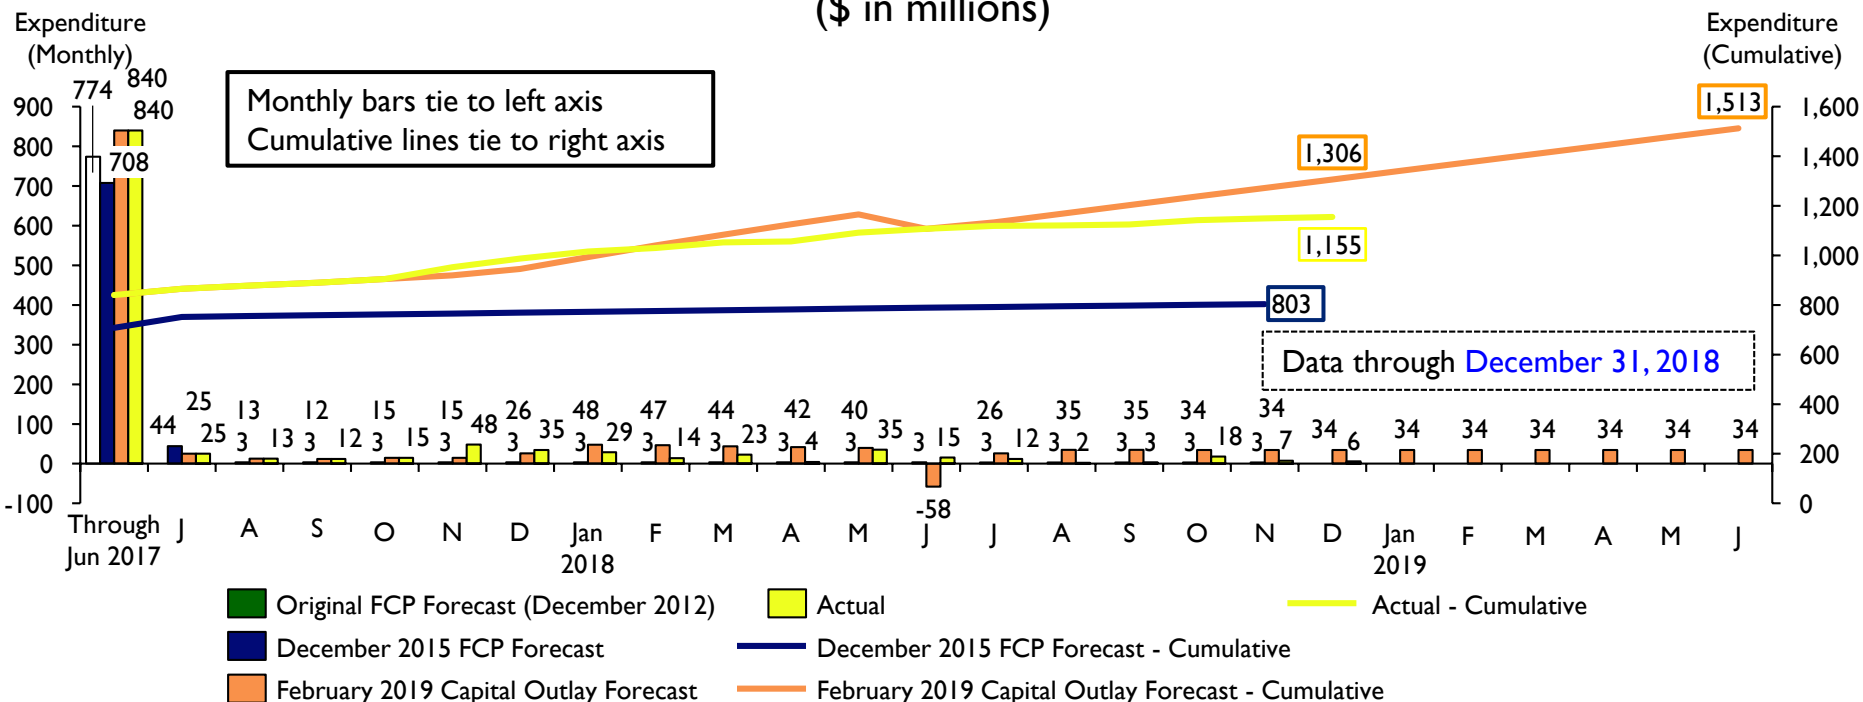 ($ in millions)
Expenditure
(Monthly)
Expenditure
(Cumulative)
774
840
840
708
Monthly bars tie to left axis
Cumulative lines tie to right axis
900
800
700
600
500
400
300
200
100
0
-100
1,600
1,400
1,200
1,000
800
600
400
200
0
1,513
1,306
1,155
803
Data through December 31, 2018
44 25 25
13 3 13
12 3 12
15 3 15
15 3 48
26 3 35
48 3 29
47 3 14
44 3 23
42 3 4
40 3 35
3 -58 15
26 3 12
35 3 2
35 3 3
34 3 18
34 3 7
34 6
34
34
34
34
34
34
Through
Jun 2017
J A S O N D Jan F M A M J J A S O N D Jan F M A M J
2018 2019
Original FCP Forecast (December 2012)
Actual
Actual - Cumulative
December 2015 FCP Forecast
December 2015 FCP Forecast - Cumulative
February 2019 Capital Outlay Forecast
February 2019 Capital Outlay Forecast - Cumulative